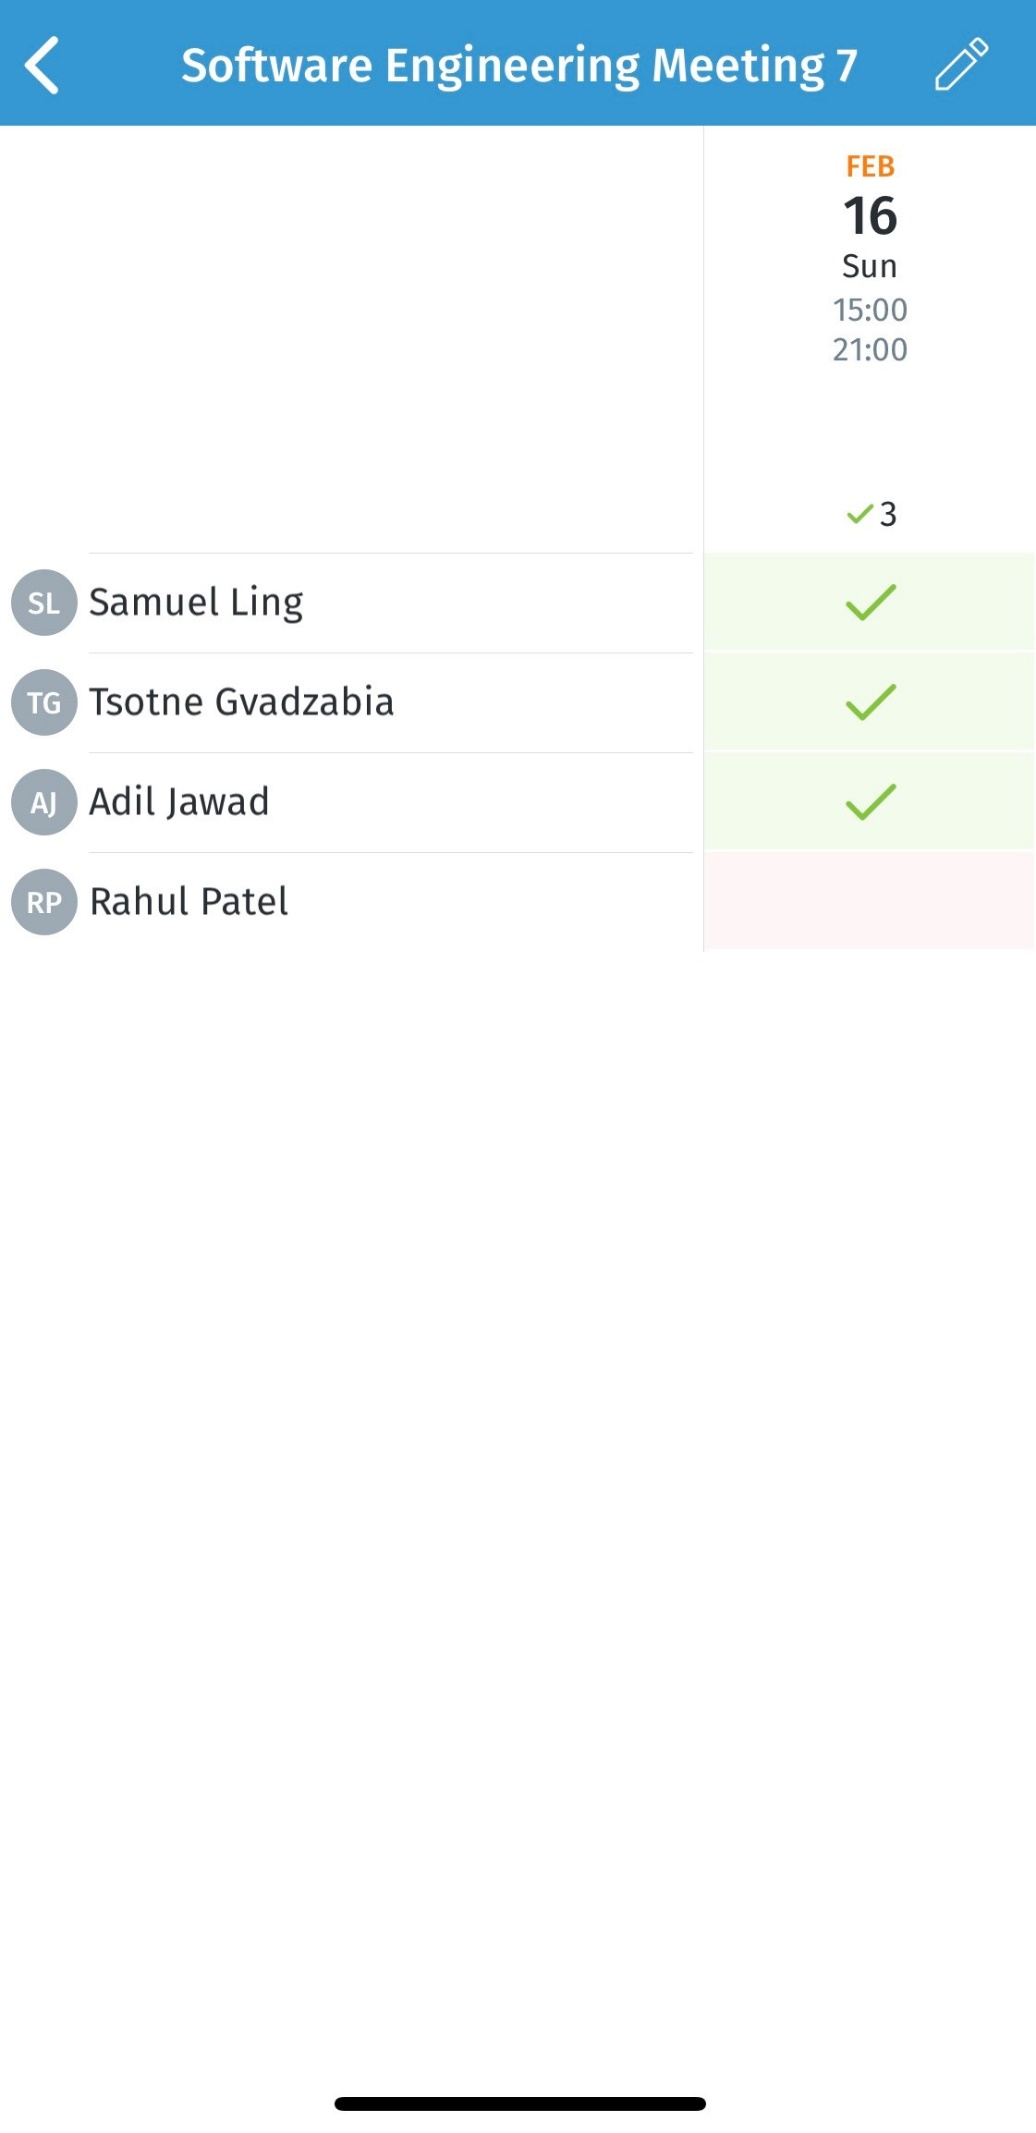 Software Engineering Meeting 7
FEB
16
Sun
15:00
21:00
3
SL Samuel Ling
TG Tsotne Gvadzabia
AJ Adil Jawad
RP Rahul Patel